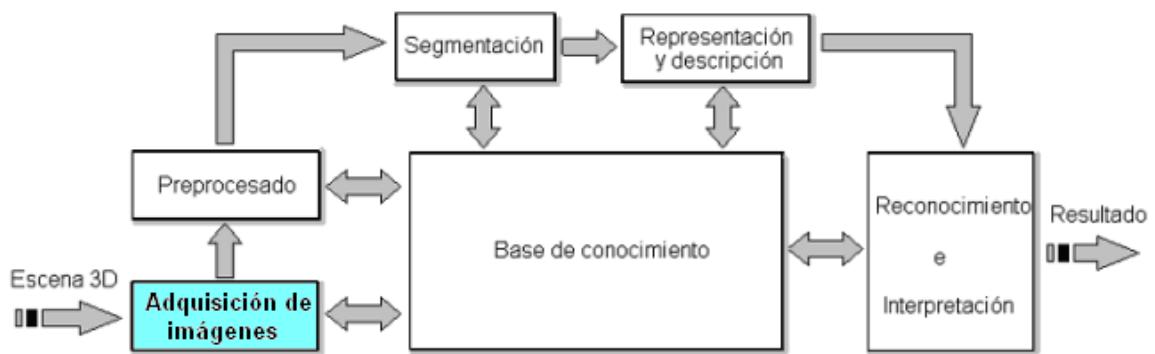 Segmentación
Representación
y descripción
Preprocesado
Base de conocimiento
Reconocimiento
e
Interpretación
Resultado
Escena 3D
Adquisición de
imágenes